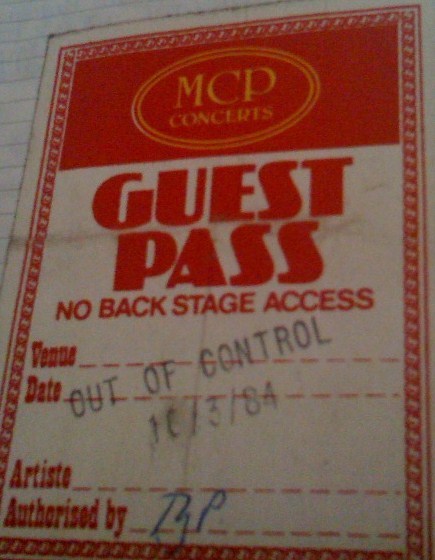 MCP
CONCERTS
GUEST
PASS
NO BACK STAGE ACCESS
Venue
OUT OF CONTROL
Date
Artiste
Authorised by